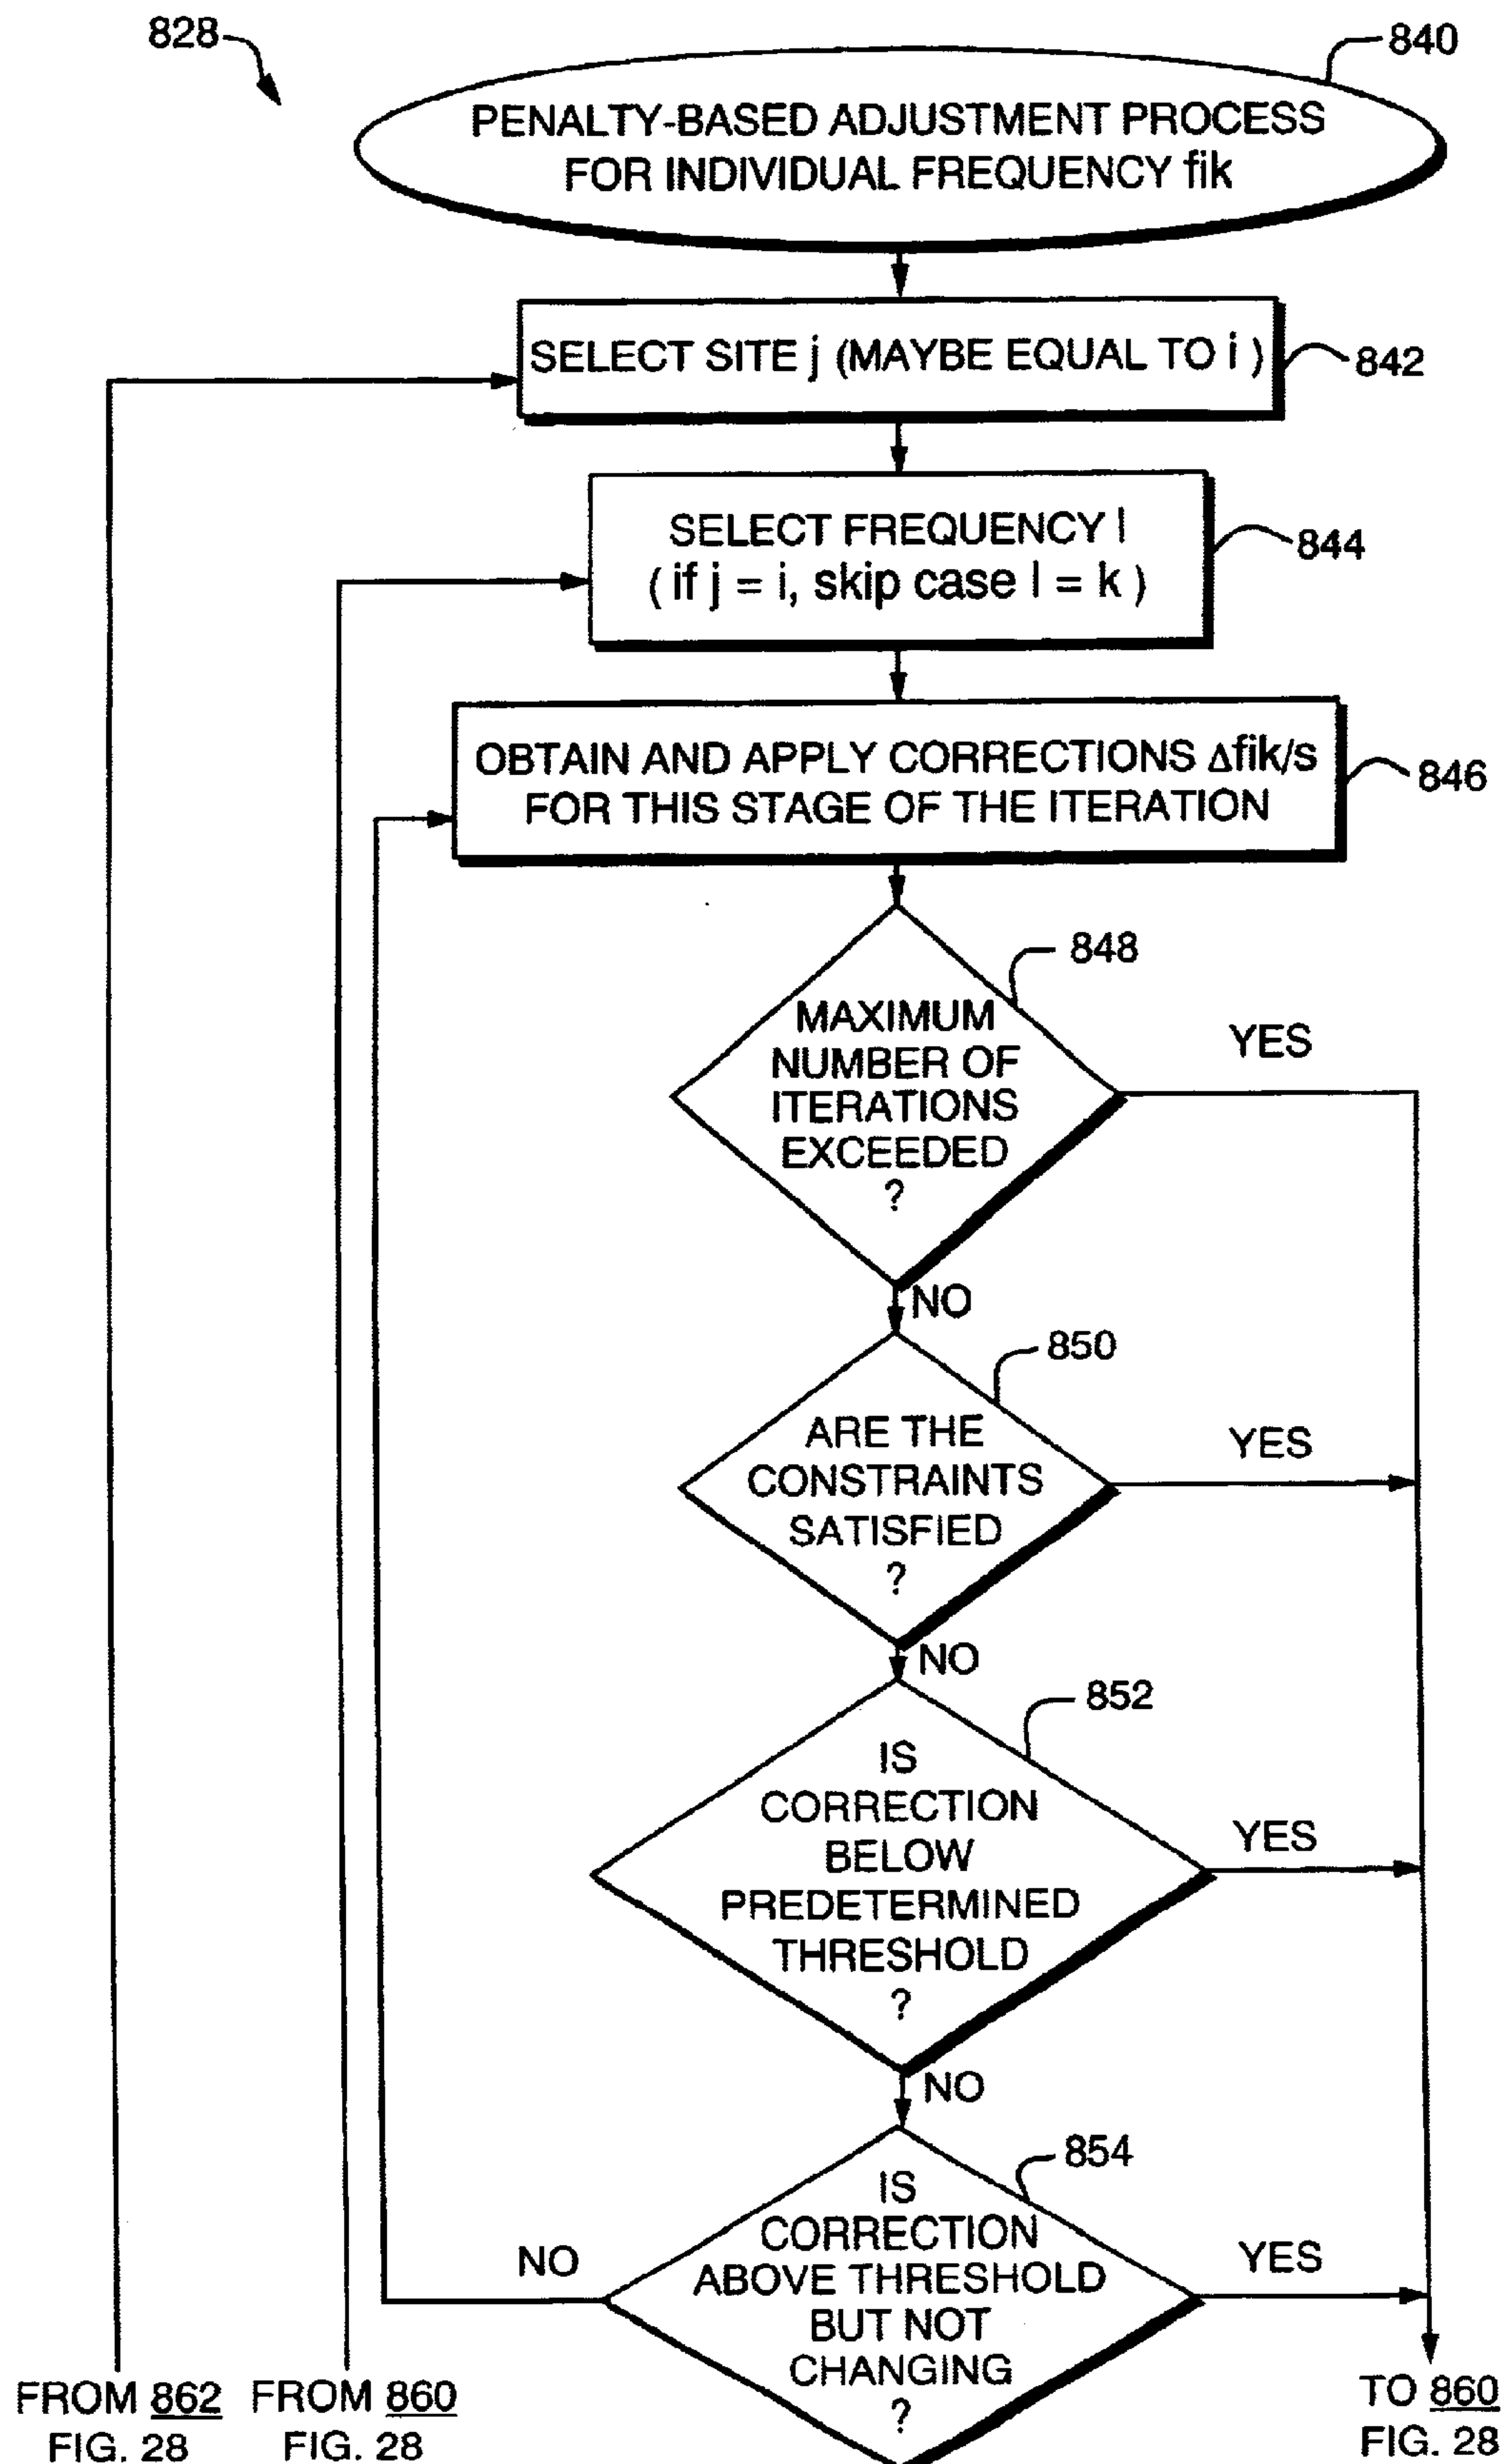 828
840
PENALTY-BASED ADJUSTMENT PROCESS
FOR INDIVIDUAL FREQUENCY fik
SELECT SITE j (MAYBE EQUAL TO i )
842
SELECT FREQUENCY l
( if j = i, skip case l = k )
844
OBTAIN AND APPLY CORRECTIONS Δfik/s
FOR THIS STAGE OF THE ITERATION
846
848
MAXIMUM
NUMBER OF
ITERATIONS
EXCEEDED
?
YES
NO
850
ARE THE
CONSTRAINTS
SATISFIED
?
YES
NO
852
IS
CORRECTION
BELOW
PREDETERMINED
THRESHOLD
?
YES
NO
854
IS
CORRECTION
ABOVE THRESHOLD
BUT NOT
CHANGING
?
NO
YES
FROM 862
FIG. 28
FROM 860
FIG. 28
TO 860
FIG. 28